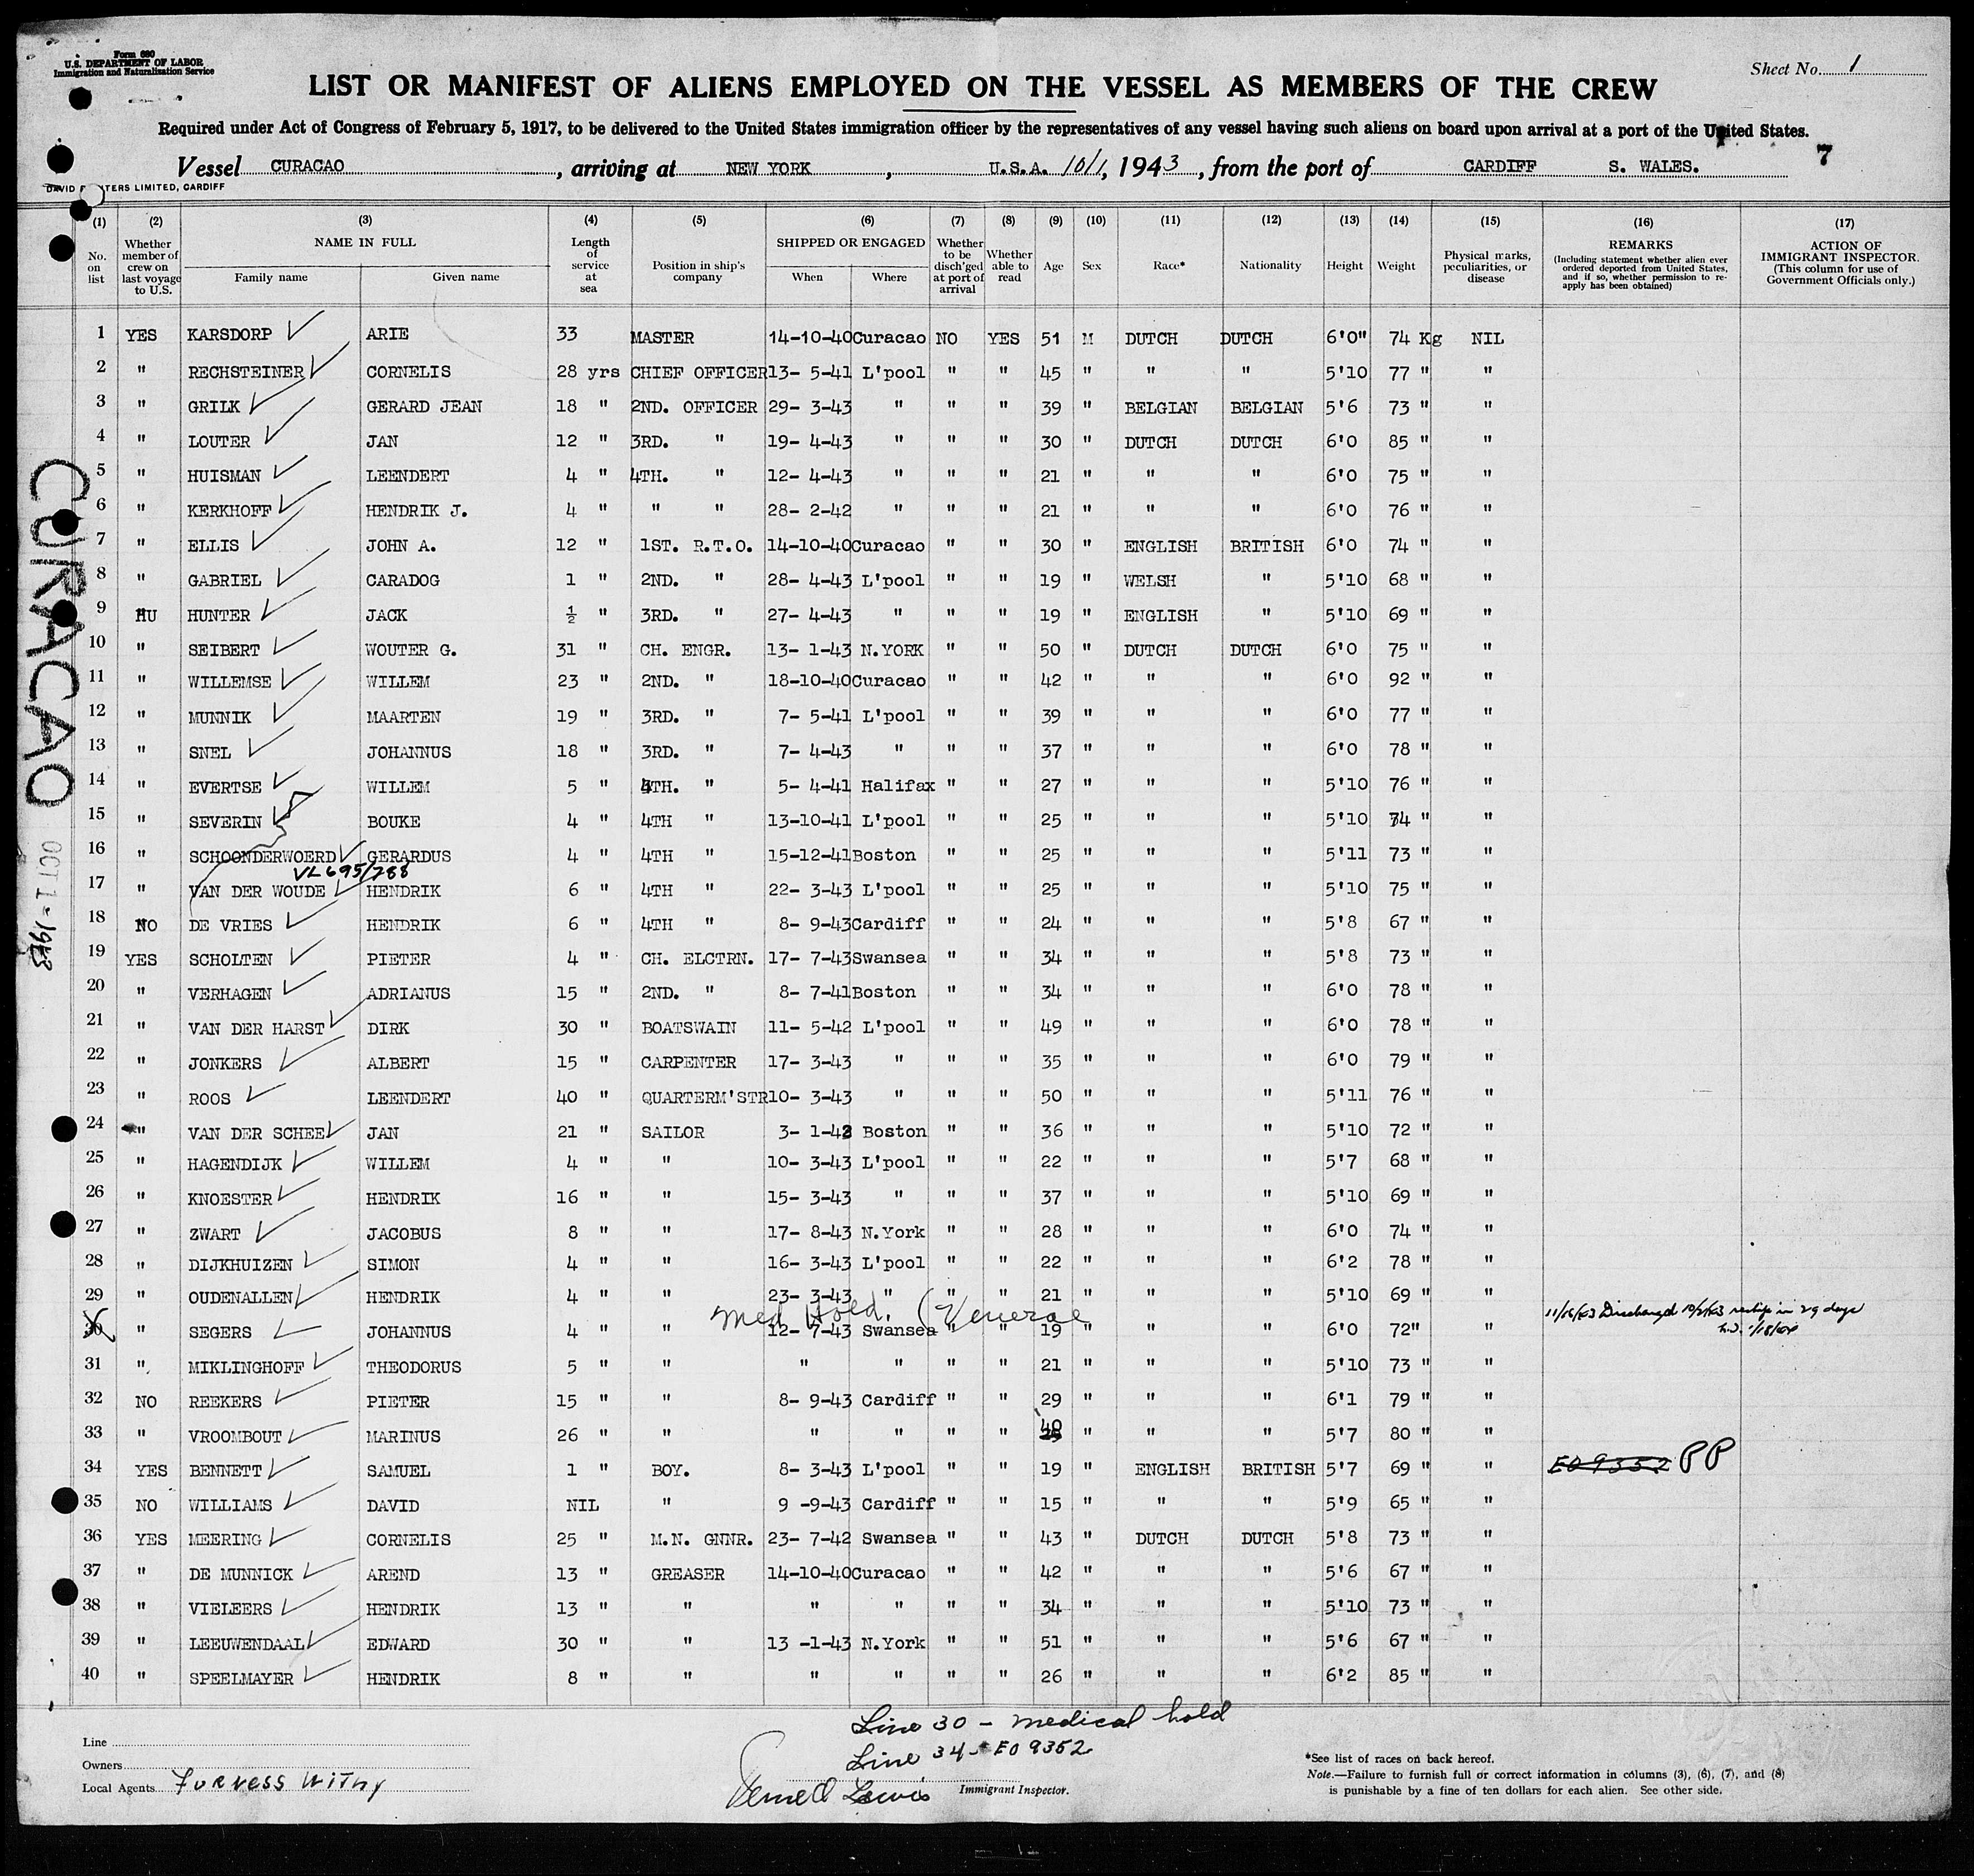 Form 680
U.S. DEPARTMENT OF LABOR
Immigration and Naturalization Service
Sheet No. 1
LIST OR MANIFEST OF ALIENS EMPLOYED ON THE VESSEL AS MEMBERS OF THE CREW
Required under Act of Congress of February 5, 1917, to be delivered to the United States immigration officer by the representatives of any vessel having such aliens on board upon arrival at a port of the United States.
Vessel CURACAO , arriving at NEW YORK , U.S.A. 10/1, 1943 , from the port of CARDIFF S. WALES. 7
DAVID TERS LIMITED, CARDIFF
(1) (2) (3) (4) (5) (6) (7) (8) (9) (10) (11) (12) (13) (14) (15) (16) (17)
No. on list Whether member of crew on last voyage to U.S. NAME IN FULL Family name Given name Length of service at sea Position in ship's company SHIPPED OR ENGAGED When Where Whether to be disch'ged at port of arrival Whether able to read Age Sex Race* Nationality Height Weight Physical marks, peculiarities, or disease REMARKS (Including statement whether alien ever ordered deported from United States, and if so, whether permission to re-apply has been obtained) ACTION OF IMMIGRANT INSPECTOR. (This column for use of Government Officials only.)
1 YES KARSDORP ARIE 33 MASTER 14-10-40 Curacao NO YES 51 M DUTCH DUTCH 6'0" 74 Kg NIL
2 " RECHSTEINER CORNELIS 28 yrs CHIEF OFFICER 13- 5-41 L'pool " " 45 " " " 5'10 77 " "
3 " GRILK GERARD JEAN 18 " 2ND. OFFICER 29- 3-43 " " " 39 " BELGIAN BELGIAN 5'6 73 " "
4 " LOUTER JAN 12 " 3RD. " 19- 4-43 " " " 30 " DUTCH DUTCH 6'0 85 " "
5 " HUISMAN LEENDERT 4 " 4TH. " 12- 4-43 " " " 21 " " " 6'0 75 " "
6 " KERKHOFF HENDRIK J. 4 " " " 28- 2-42 " " " 21 " " " 6'0 76 " "
7 " ELLIS JOHN A. 12 " 1ST. R.T.O. 14-10-40 Curacao " " 30 " ENGLISH BRITISH 6'0 74 " "
8 " GABRIEL CARADOG 1 " 2ND. " 28- 4-43 L'pool " " 19 " WELSH " 5'10 68 " "
9 HU HUNTER JACK ½ " 3RD. " 27- 4-43 " " " 19 " ENGLISH " 5'10 69 " "
10 " SEIBERT WOUTER G. 31 " CH. ENGR. 13- 1-43 N.YORK " " 50 " DUTCH DUTCH 6'0 75 " "
11 " WILLEMSE WILLEM 23 " 2ND. " 18-10-40 Curacao " " 42 " " " 6'0 92 " "
12 " MUNNIK MAARTEN 19 " 3RD. " 7- 5-41 L'pool " " 39 " " " 6'0 77 " "
13 " SNEL JOHANNUS 18 " 3RD. " 7- 4-43 " " " 37 " " " 6'0 78 " "
14 " EVERTSE WILLEM 5 " TH. " 5- 4-41 Halifax " " 27 " " " 5'10 76 " "
15 " SEVERIN BOUKE 4 " 4TH " 13-10-41 L'pool " " 25 " " " 5'10 74 " "
16 " SCHOONDERWOERD GERARDUS 4 " 4TH " 15-12-41 Boston " " 25 " " " 5'11 73 " "
VL 695/288
17 " VAN DER WOUDE HENDRIK 6 " 4TH " 22- 3-43 L'pool " " 25 " " " 5'10 75 " "
18 NO DE VRIES HENDRIK 6 " 4TH " 8- 9-43 Cardiff " " 24 " " " 5'8 67 " "
19 YES SCHOLTEN PIETER 4 " CH. ELCTRN. 17- 7-43 Swansea " " 34 " " " 5'8 73 " "
20 " VERHAGEN ADRIANUS 15 " 2ND. " 8- 7-41 Boston " " 34 " " " 6'0 78 " "
21 " VAN DER HARST DIRK 30 " BOATSWAIN 11- 5-42 L'pool " " 49 " " " 6'0 78 " "
22 " JONKERS ALBERT 15 " CARPENTER 17- 3-43 " " " 35 " " " 6'0 79 " "
23 " ROOS LEENDERT 40 " QUARTERM'STR 10- 3-43 " " " 50 " " " 5'11 76 " "
24 " VAN DER SCHEE JAN 21 " SAILOR 3- 1-42 Boston " " 36 " " " 5'10 72 " "
25 " HAGENDIJK WILLEM 4 " " 10- 3-43 L'pool " " 22 " " " 5'7 68 " "
26 " KNOESTER HENDRIK 16 " " 15- 3-43 " " " 37 " " " 5'10 69 " "
27 " ZWART JACOBUS 8 " " 17- 8-43 N.York " " 28 " " " 6'0 74 " "
28 " DIJKHUIZEN SIMON 4 " " 16- 3-43 L'pool " " 22 " " " 6'2 78 " "
29 " OUDENALLEN HENDRIK 4 " " 23- 3-43 " " " 21 " " " 5'10 69 " "
Med Hold. (Venerae
11/16/43 Discharged 10/2/43 reship in 29 days
30 " SEGERS JOHANNUS 4 " " 12- 7-43 Swansea " " 19 " " " 6'0 72" "
31 " MIKLINGHOFF THEODORUS 5 " " " " " " 21 " " " 5'10 73 " "
32 NO REEKERS PIETER 15 " " 8- 9-43 Cardiff " " 29 " " " 6'1 79 " "
33 " VROOMBOUT MARINUS 26 " " " " " " 40 " " " 5'7 80 " "
34 YES BENNETT SAMUEL 1 " BOY. 8- 3-43 L'pool " " 19 " ENGLISH BRITISH 5'7 69 " " EO 9352 PP
35 NO WILLIAMS DAVID NIL " 9 -9-43 Cardiff " " 15 " " " 5'9 65 " "
36 YES MEERING CORNELIS 25 " M.N. GNNR. 23- 7-42 Swansea " " 43 " DUTCH DUTCH 5'8 73 " "
37 " DE MUNNICK AREND 13 " GREASER 14-10-40 Curacao " " 42 " " " 5'6 67 " "
38 " VIELEERS HENDRIK 13 " " " " " " 34 " " " 5'10 73 " "
39 " LEEUWENDAAL EDWARD 30 " " 13 -1-43 N.York " " 51 " " " 5'6 67 " "
40 " SPEELMAYER HENDRIK 8 " " " " " " 26 " " " 6'2 85 " "
CURACAO
OCT 1 - 1943
Line 30 - Medical hold
Line 34 - EO 9352
Line
Owners
Local Agents Furness Withy
Lewis Immigrant Inspector.
*See list of races on back hereof.
Note.—Failure to furnish full or correct information in columns (3), (6), (7), and (8)
is punishable by a fine of ten dollars for each alien. See other side.